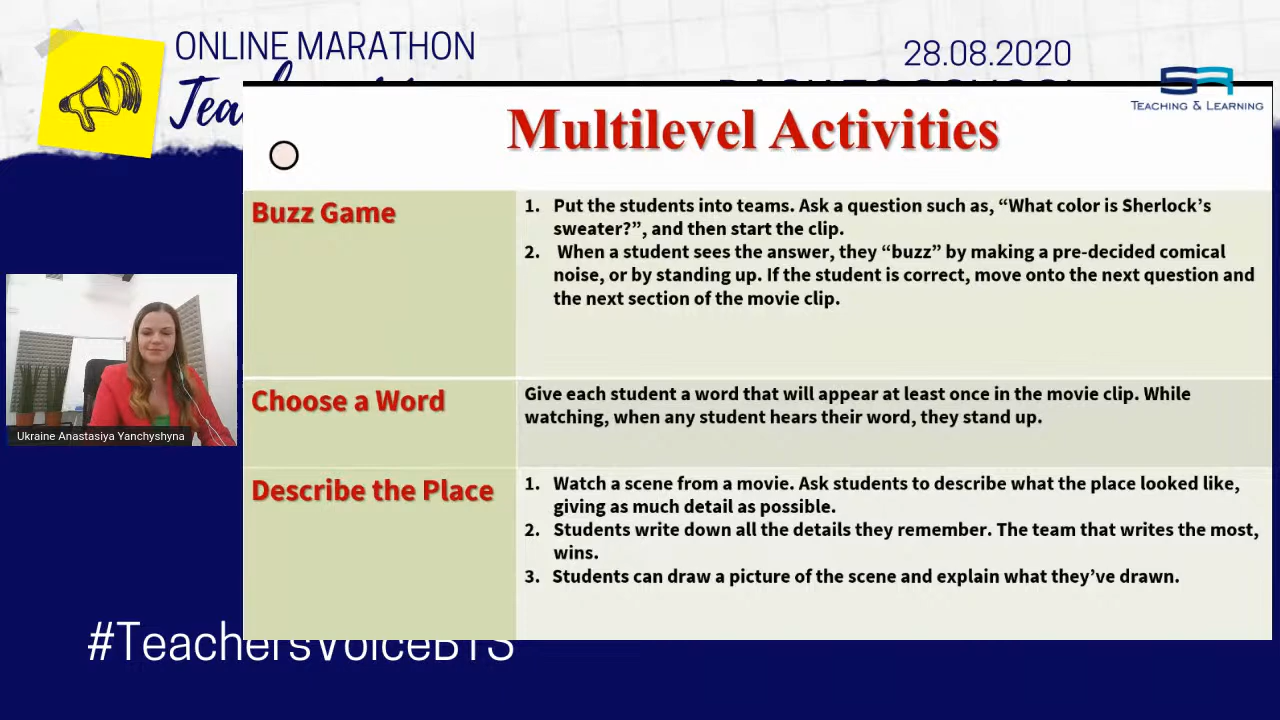 ONLINE MARATHON
28.08.2020
TEACHING & LEARNING
Multilevel Activities
Buzz Game
1. Put the students into teams. Ask a question such as, “What color is Sherlock’s
sweater?”, and then start the clip.
2. When a student sees the answer, they “buzz” by making a pre-decided comical
noise, or by standing up. If the student is correct, move onto the next question and
the next section of the movie clip.
Choose a Word
Give each student a word that will appear at least once in the movie clip. While
watching, when any student hears their word, they stand up.
Describe the Place
1. Watch a scene from a movie. Ask students to describe what the place looked like,
giving as much detail as possible.
2. Students write down all the details they remember. The team that writes the most,
wins.
3. Students can draw a picture of the scene and explain what they’ve drawn.
Ukraine Anastasiya Yanchyshyna
#TeachersVoiceBTS